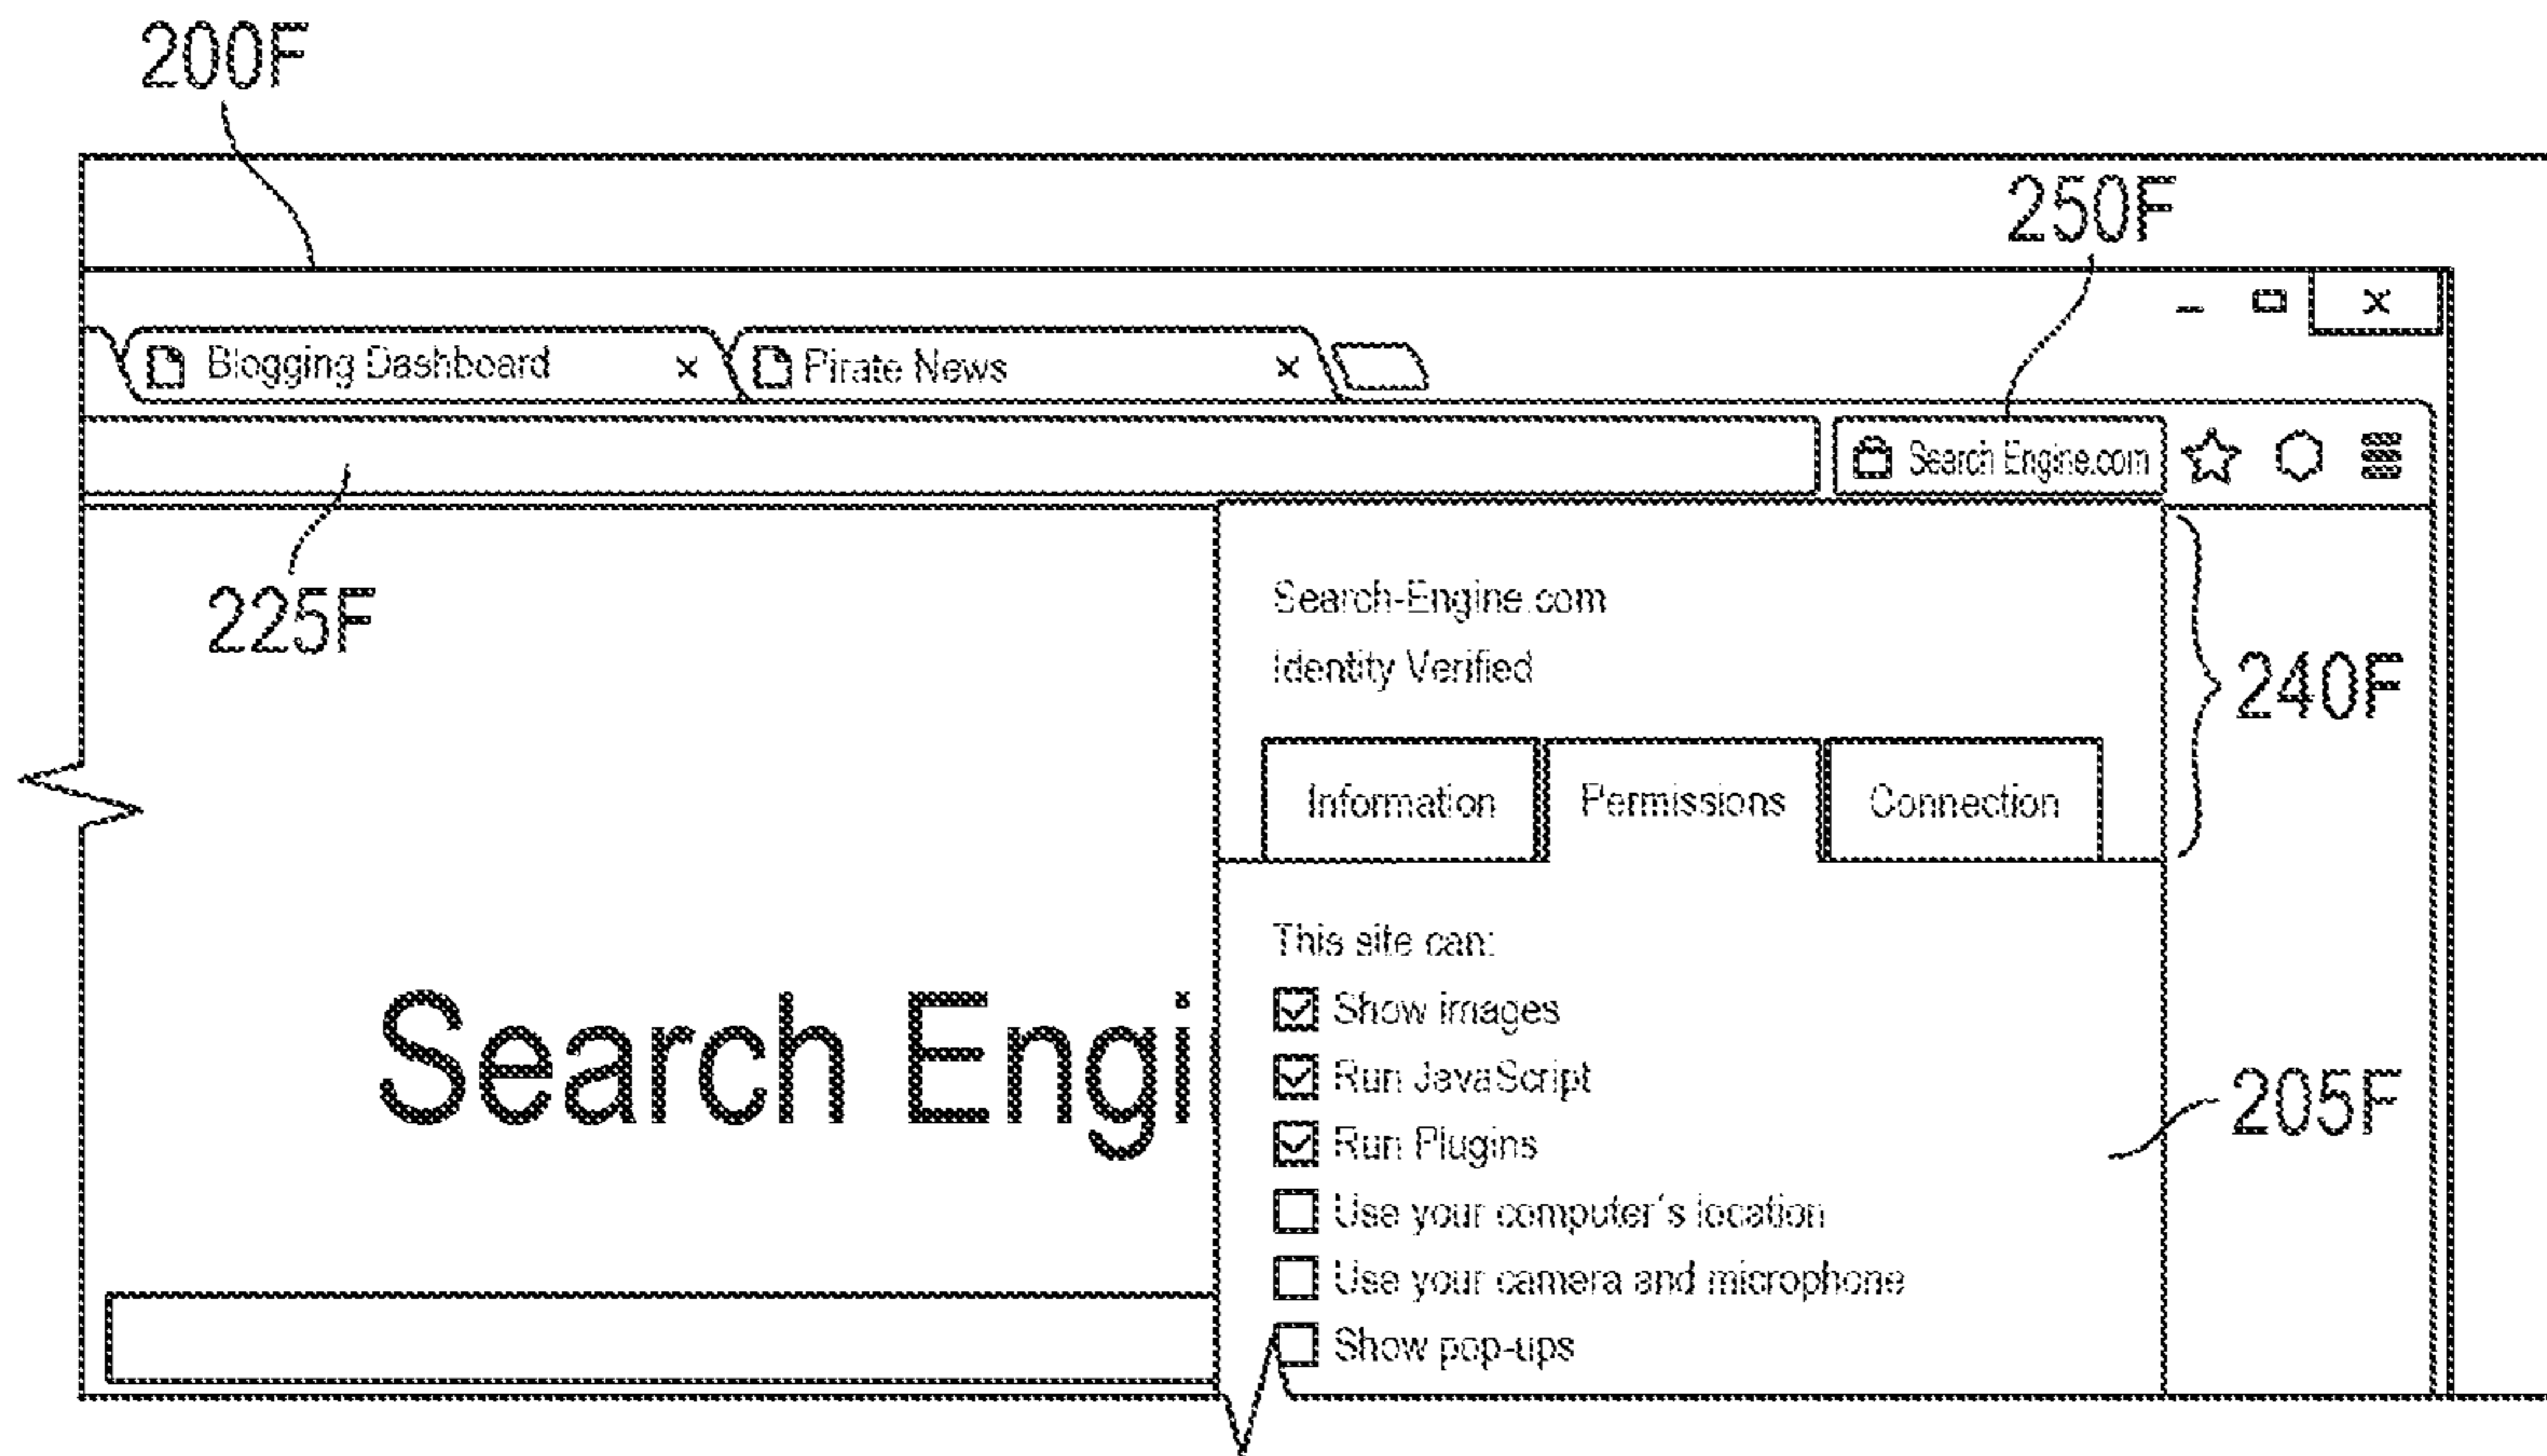 200F
250F
Blogging Dashboard
Pirate News
Search Engine.com
225F
Search-Engine.com
Identity Verified
240F
Information Permissions Connection
This site can:
Show images
Search Engi
Run JavaScript
205F
Run Plugins
Use your computer's location
Use your camera and microphone
Show pop-ups